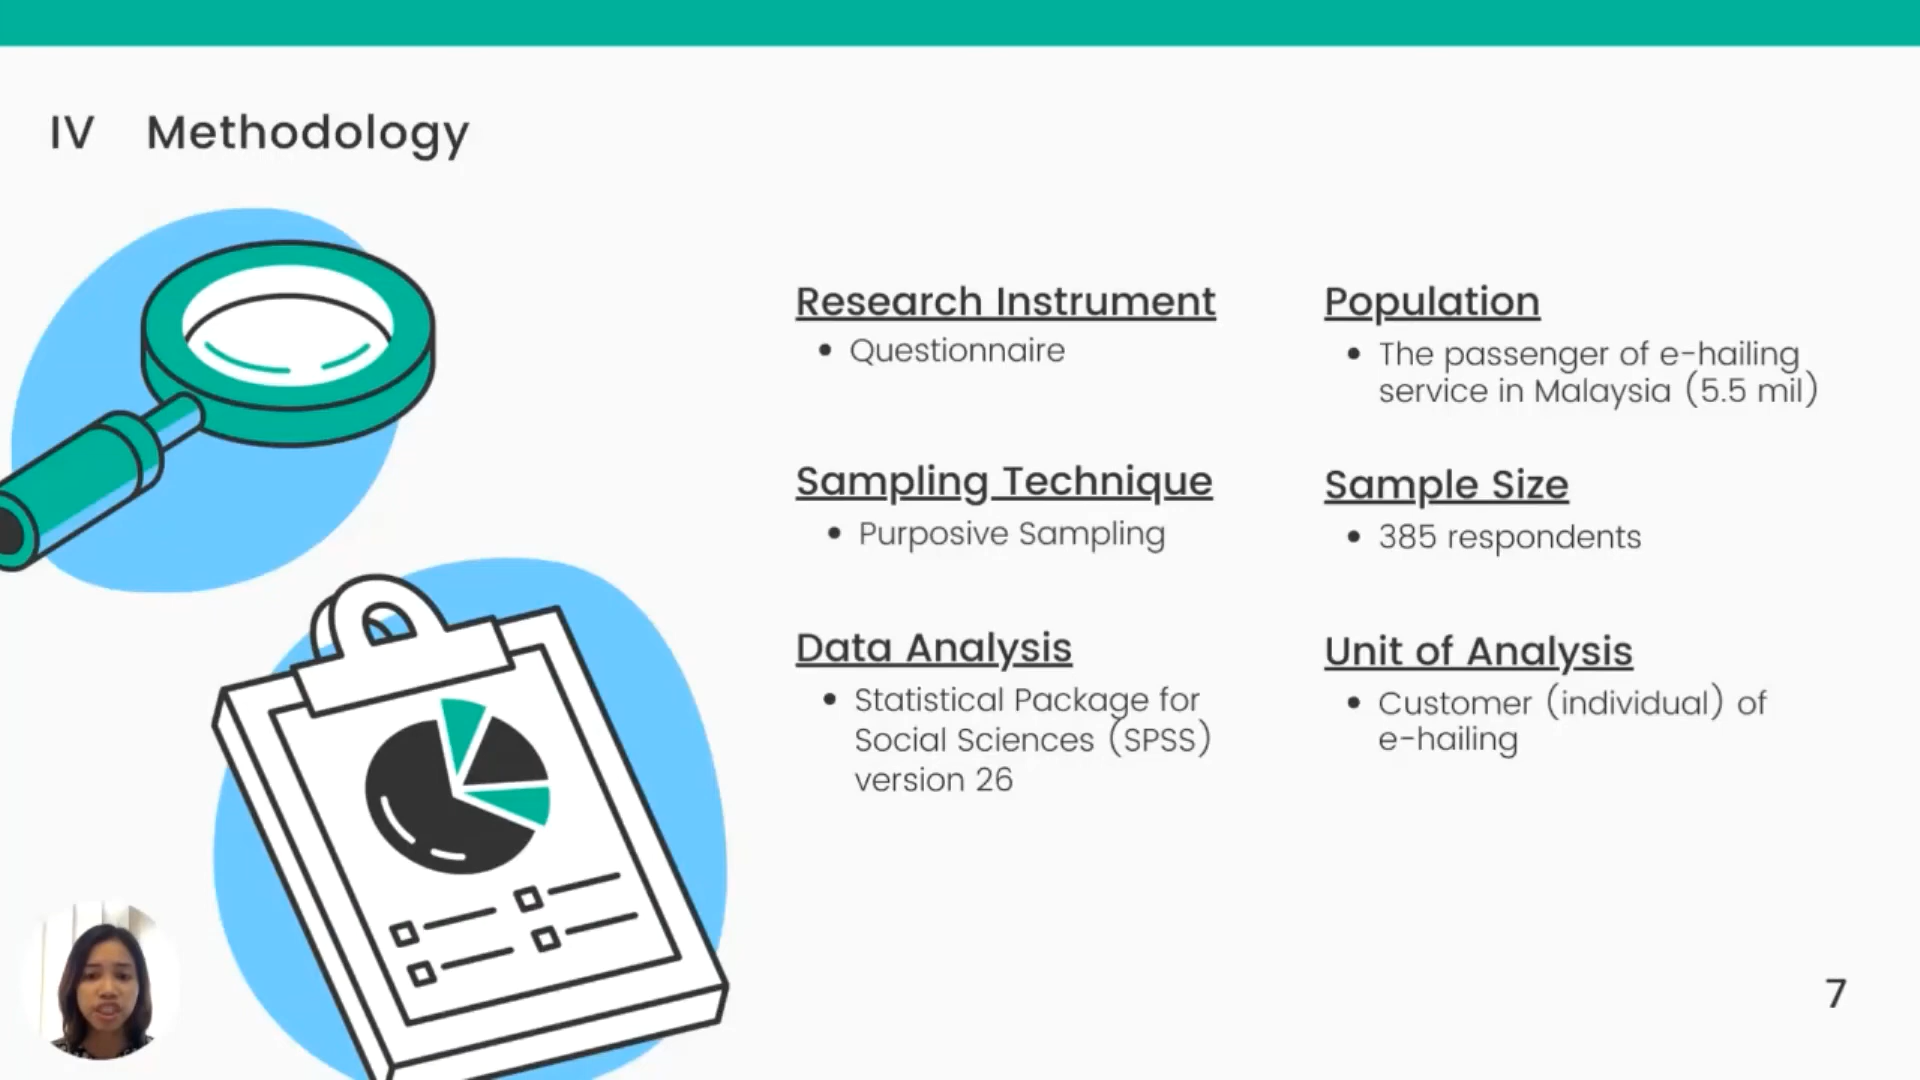 IV Methodology
Research Instrument
• Questionnaire
Population
• The passenger of e-hailing
service in Malaysia (5.5 mil)
Sampling Technique
• Purposive Sampling
Sample Size
• 385 respondents
Data Analysis
• Statistical Package for
Social Sciences (SPSS)
version 26
Unit of Analysis
• Customer (individual) of
e-hailing
7